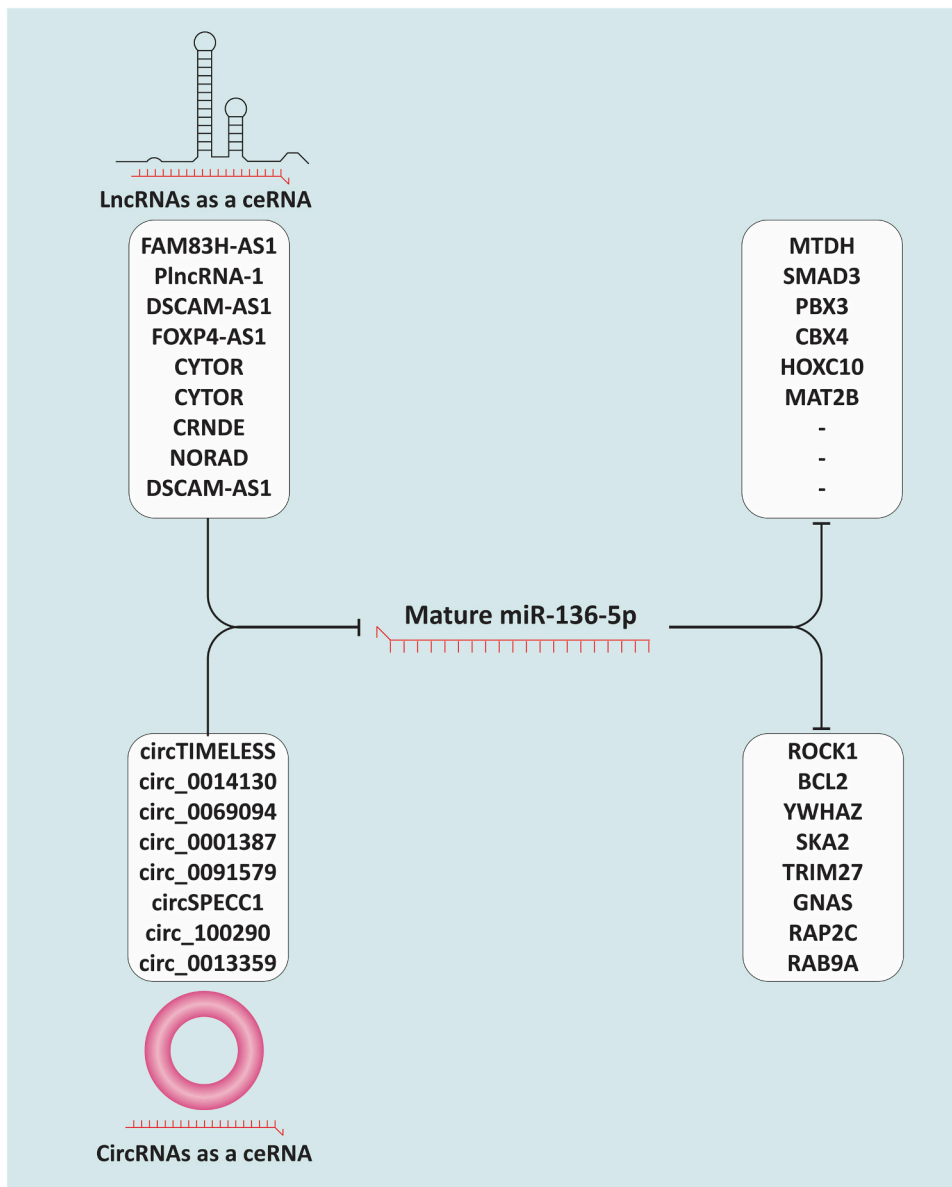 LncRNAs as a ceRNA
FAM83H-AS1
PlncRNA-1
DSCAM-AS1
FOXP4-AS1
CYTOR
CYTOR
CRNDE
NORAD
DSCAM-AS1
MTDH
SMAD3
PBX3
CBX4
HOXC10
MAT2B
-
-
-
Mature miR-136-5p
circTIMELESS
circ_0014130
circ_0069094
circ_0001387
circ_0091579
circSPECC1
circ_100290
circ_0013359
ROCK1
BCL2
YWHAZ
SKA2
TRIM27
GNAS
RAP2C
RAB9A
CircRNAs as a ceRNA